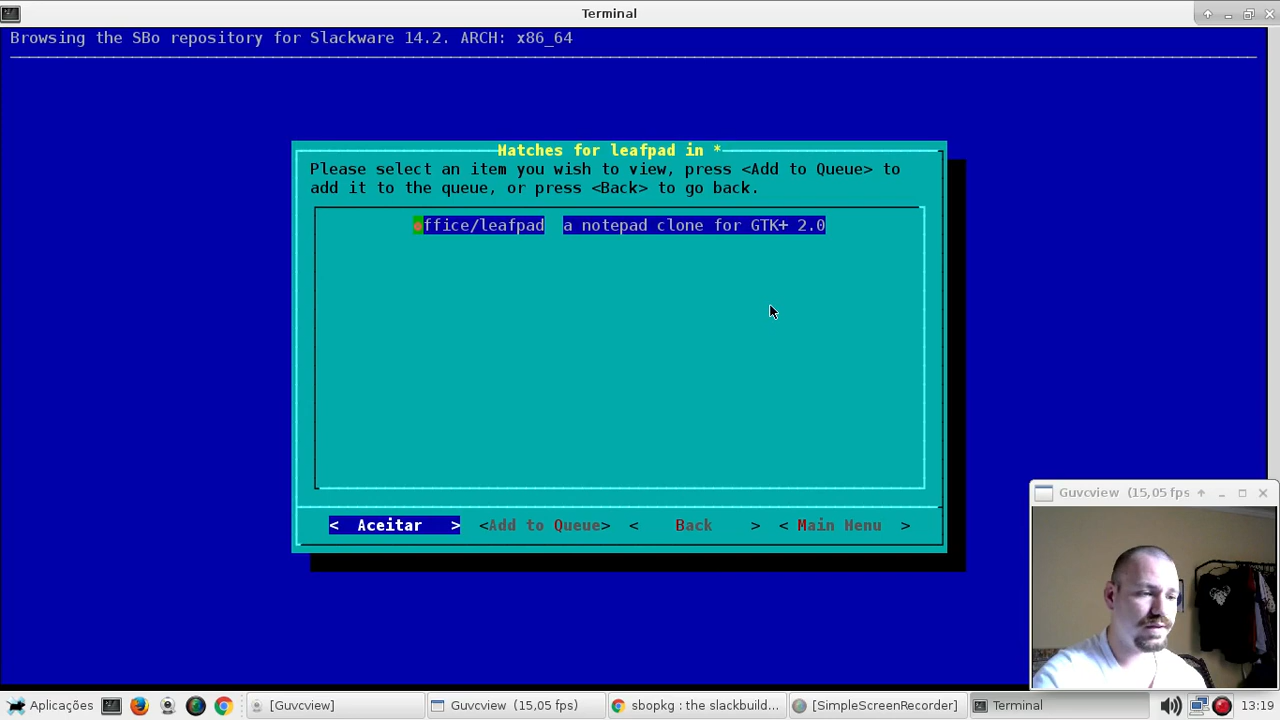 Terminal
Browsing the SBo repository for Slackware 14.2. ARCH: x86_64
Hatches for leafpad in *
Please select an item you wish to view, press <Add to Queue> to
add it to the queue, or press <Back> to go back.
office/leafpad a notepad clone for GTK+ 2.0
< Aceitar > <Add to Queue> < Back > < Main Menu >
Guvcview (15,05 fps
Aplicações [Guvcview] Guvcview (15,05 fps) sbopkg : the slackbuild... [SimpleScreenRecorder] Terminal 13:19